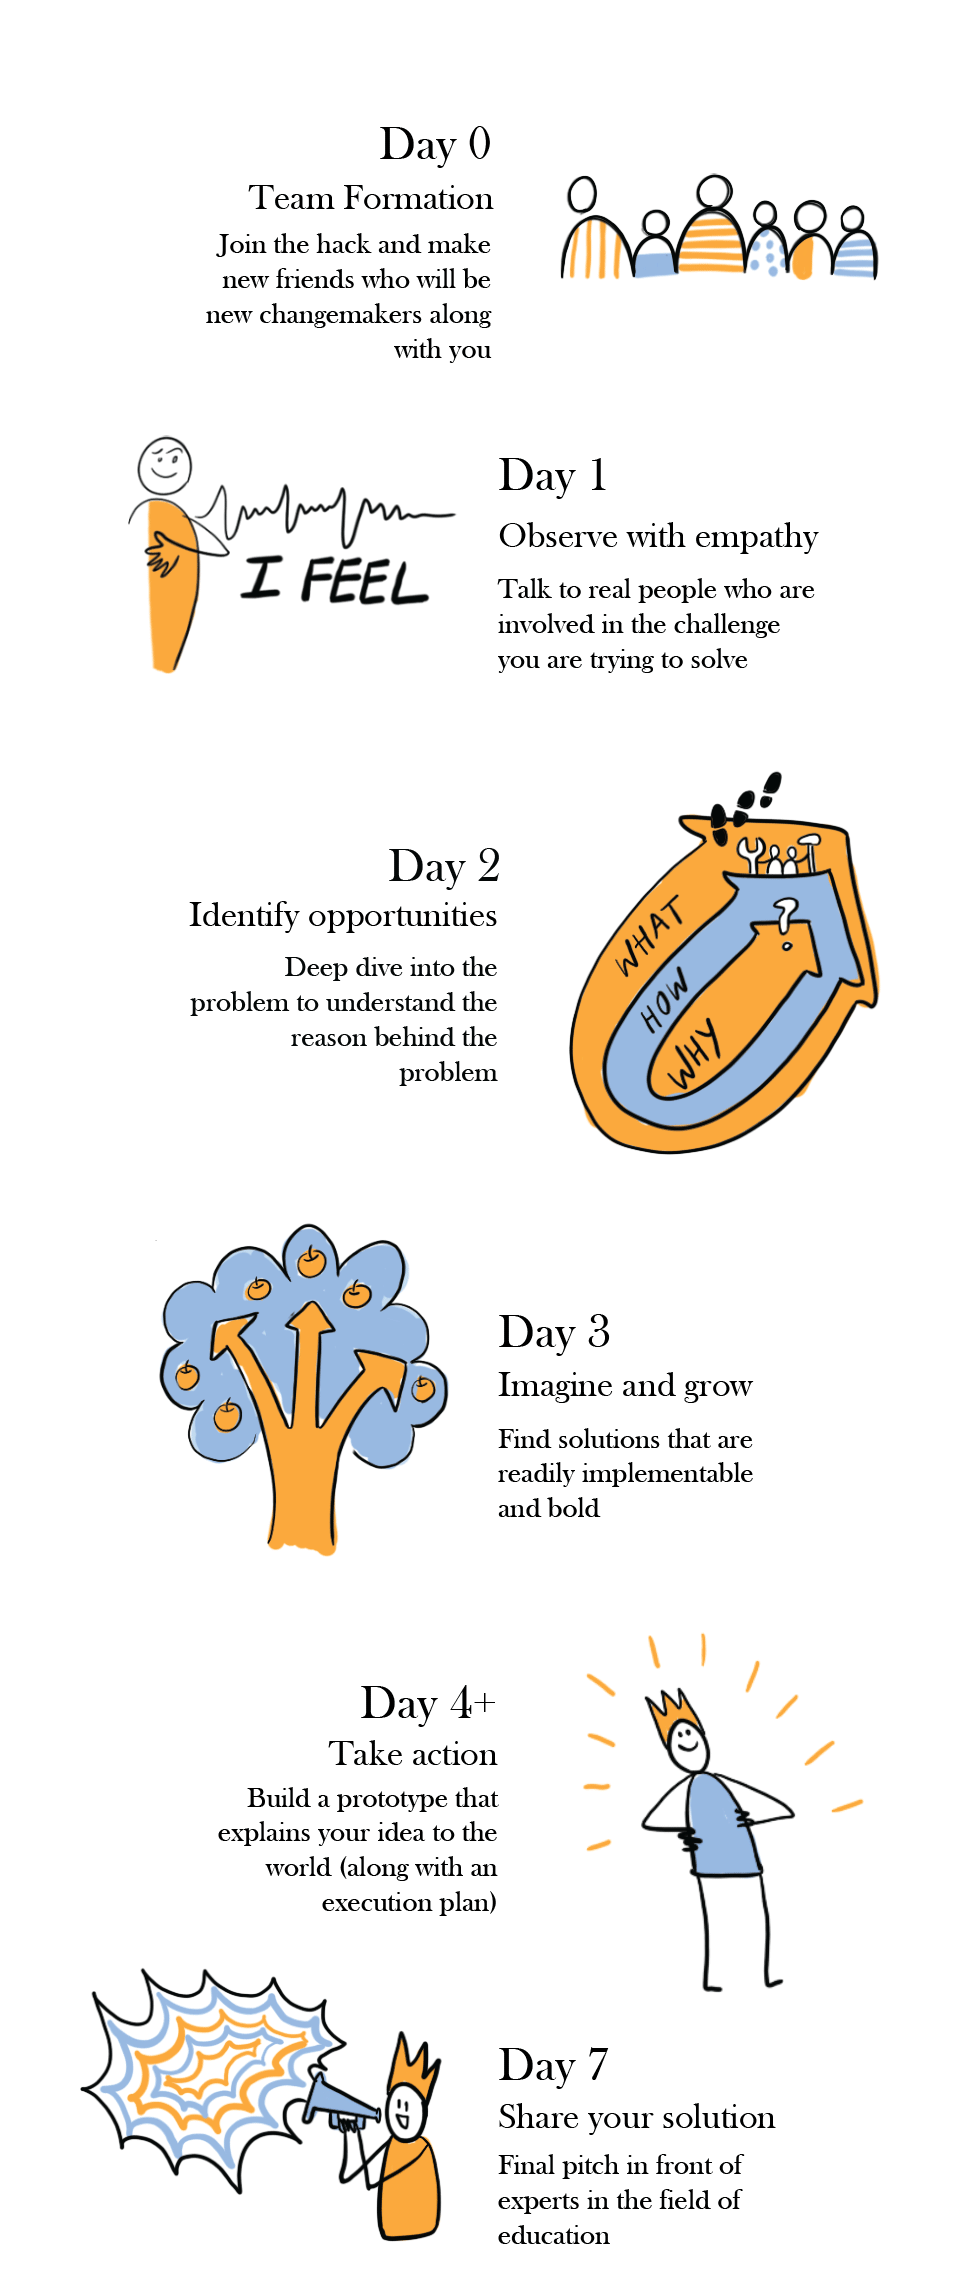 Day 0
Team Formation
Join the hack and make
new friends who will be
new changemakers along
with you
I FEEL
Day 1
Observe with empathy
Talk to real people who are
involved in the challenge
you are trying to solve
Day 2
Identify opportunities
Deep dive into the
problem to understand the
reason behind the
problem
?
WHAT
HOW
WHY
Day 3
Imagine and grow
Find solutions that are
readily implementable
and bold
Day 4+
Take action
Build a prototype that
explains your idea to the
world (along with an
execution plan)
Day 7
Share your solution
Final pitch in front of
experts in the field of
education